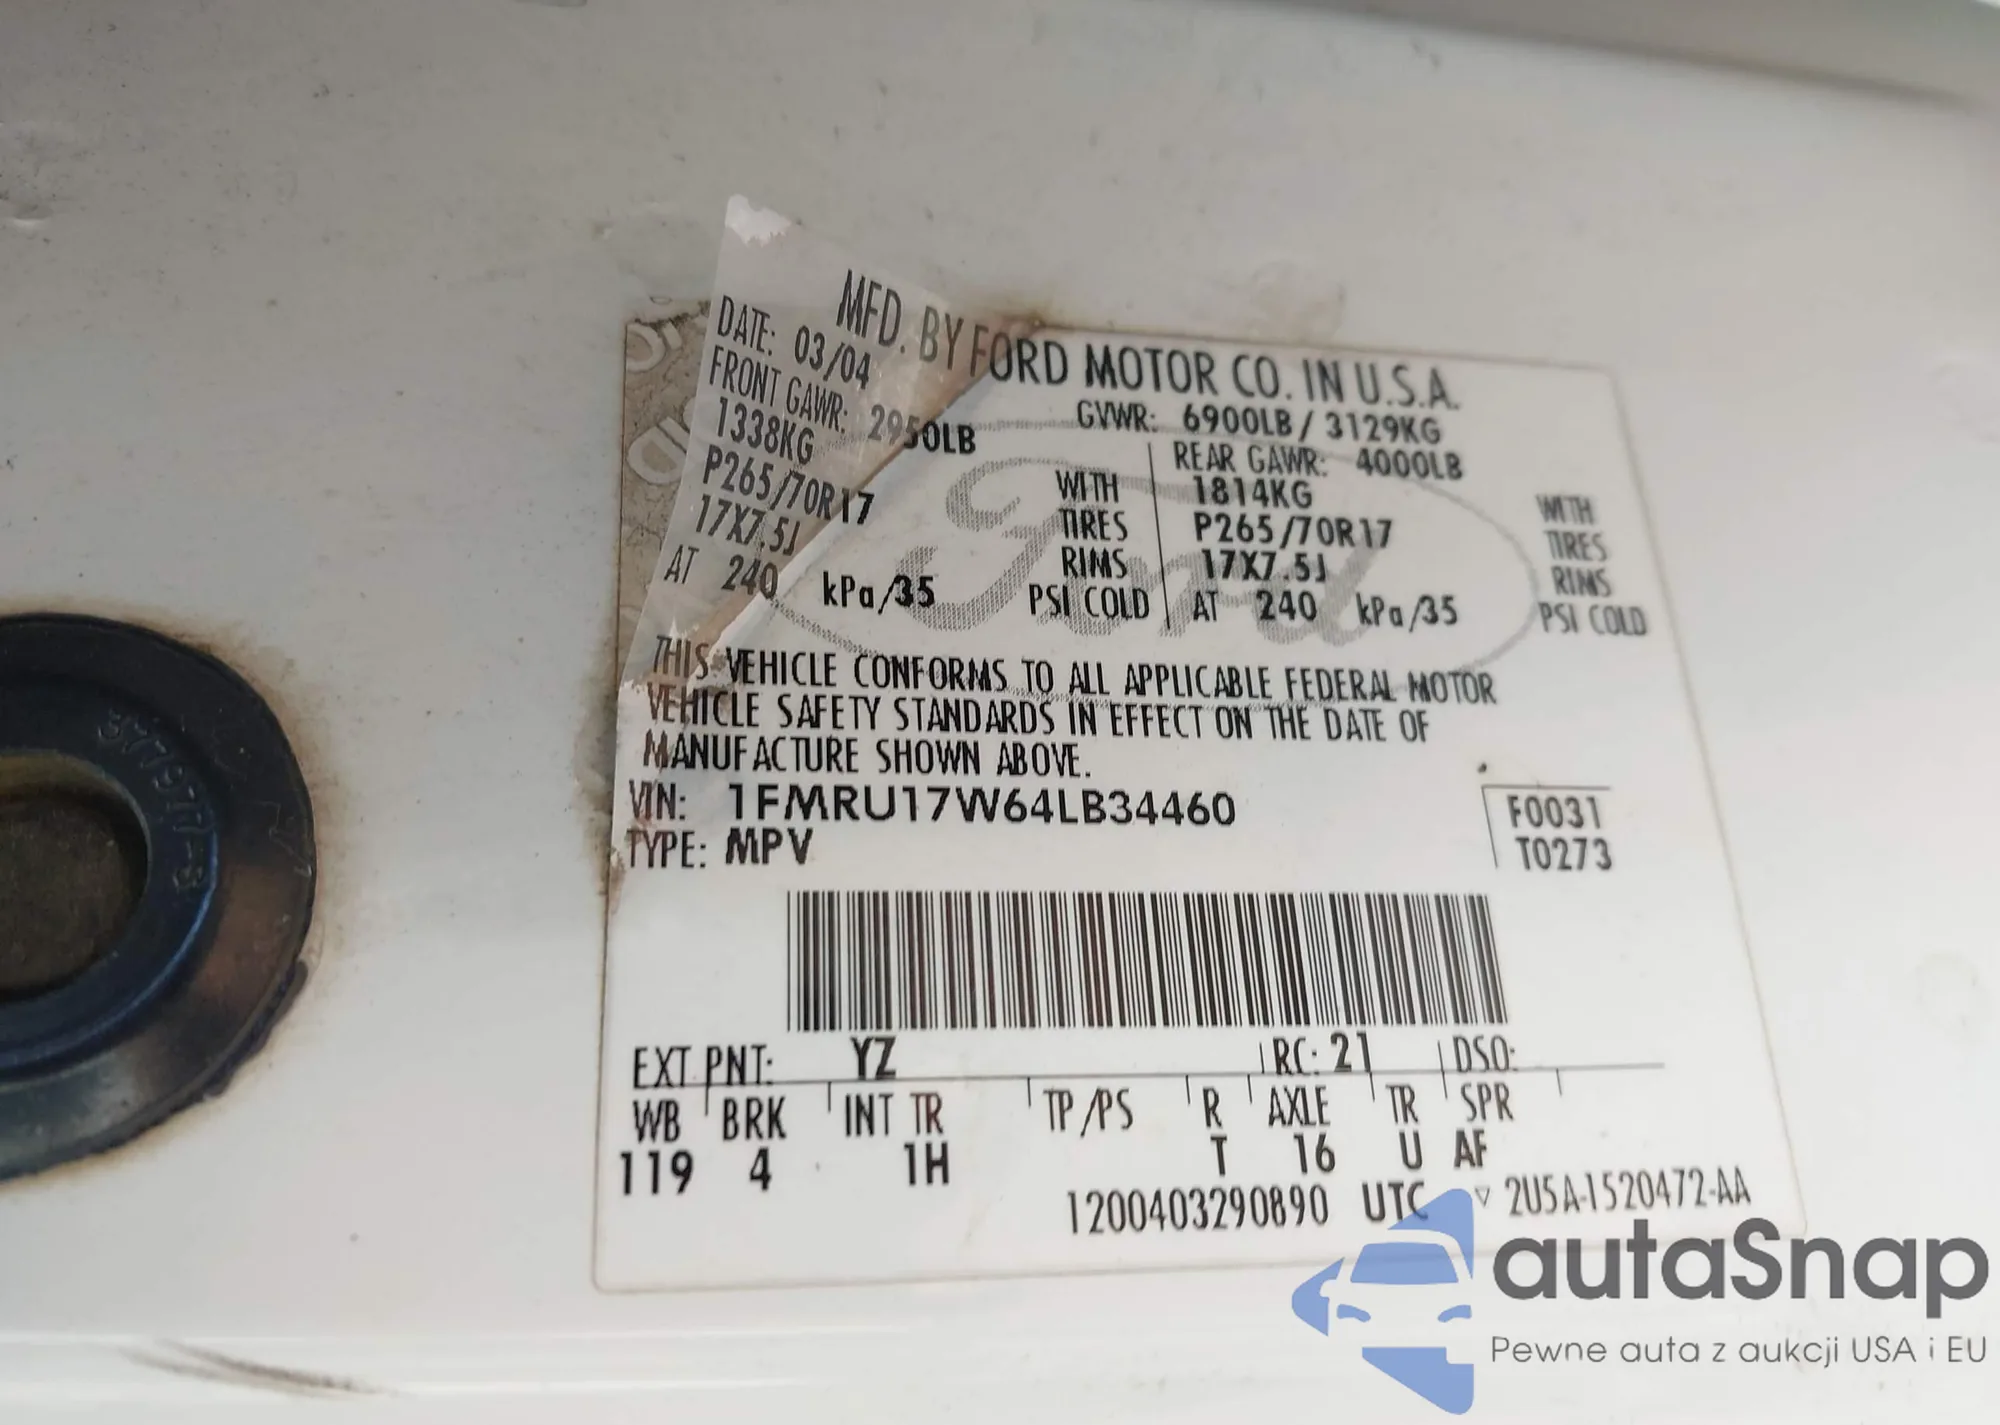 MFD. BY FORD MOTOR CO. IN U.S.A.
DATE: 03/04 GVWR: 6900LB / 3129KG
FRONT GAWR: 2950LB REAR GAWR: 4000LB
1338KG WITH 1814KG WITH
P265/70R17 TIRES P265/70R17 TIRES
17X7.5J RIMS 17X7.5J RIMS
AT 240 kPa/35 PSI COLD AT 240 kPa/35 PSI COLD
Ford
THIS VEHICLE CONFORMS TO ALL APPLICABLE FEDERAL MOTOR
VEHICLE SAFETY STANDARDS IN EFFECT ON THE DATE OF
MANUFACTURE SHOWN ABOVE.
VIN: 1FMRU17W64LB34460 F0031
TYPE: MPV T0273
EXT PNT: YZ RC: 21 DSO:
WB BRK INT TR TP/PS R AXLE TR SPR
119 4 1H T 16 U AF
1200403290890 UTC ▽ 2U5A-1520472-AA
autaSnap
Pewne auta z aukcji USA i EU